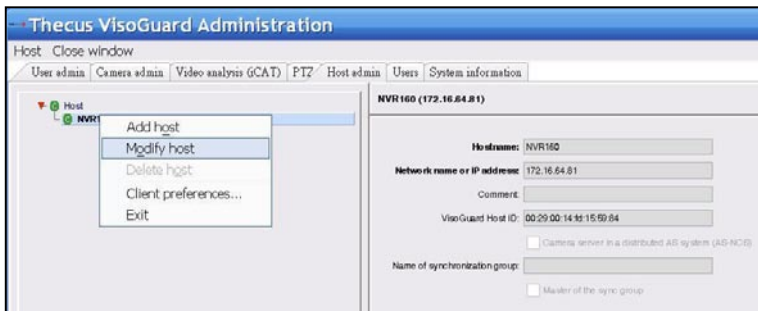 Thecus VisoGuard Administration
Host Close window
User admin Camera admin Video analysis (iCAT) PTZ Host admin Users System information
Host
NVR1
Add host
Modify host
Delete host
Client preferences...
Exit
NVR160 (172.16.64.81)
Hostname: NVR160
Network name or IP address: 172.16.64.81
Comment:
VisoGuard Host ID: 00:29:00:14:fd:15:59:84
Camera server in a distributed AS system (AS-NCS)
Name of synchronization group:
Master of the sync group